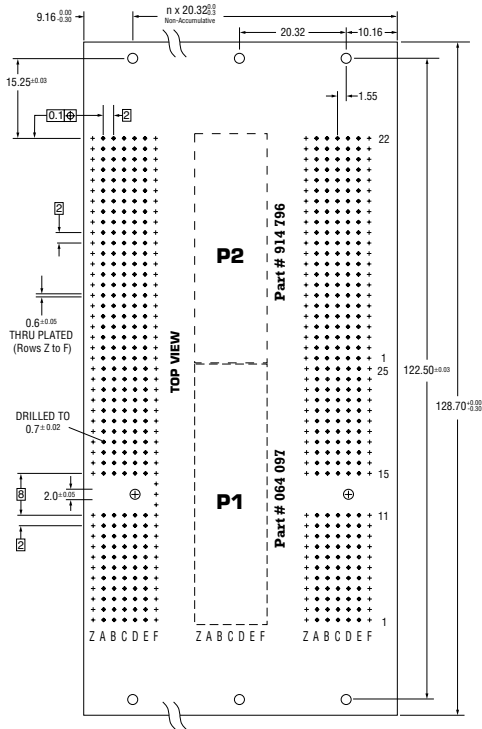 9.16 0.00 -0.30
n x 20.32 0.0 -0.3
Non-Accumulative
20.32
10.16
15.25±0.03
1.55
0.1
2
22
2
P2
Part # 914 796
0.6±0.05
THRU PLATED
(Rows Z to F)
TOP VIEW
1
25
122.50±0.03
128.70+0.00 -0.30
DRILLED TO
0.7±0.02
15
8
2.0±0.05
P1
Part # 064 097
11
2
1
Z A B C D E F
Z A B C D E F
Z A B C D E F